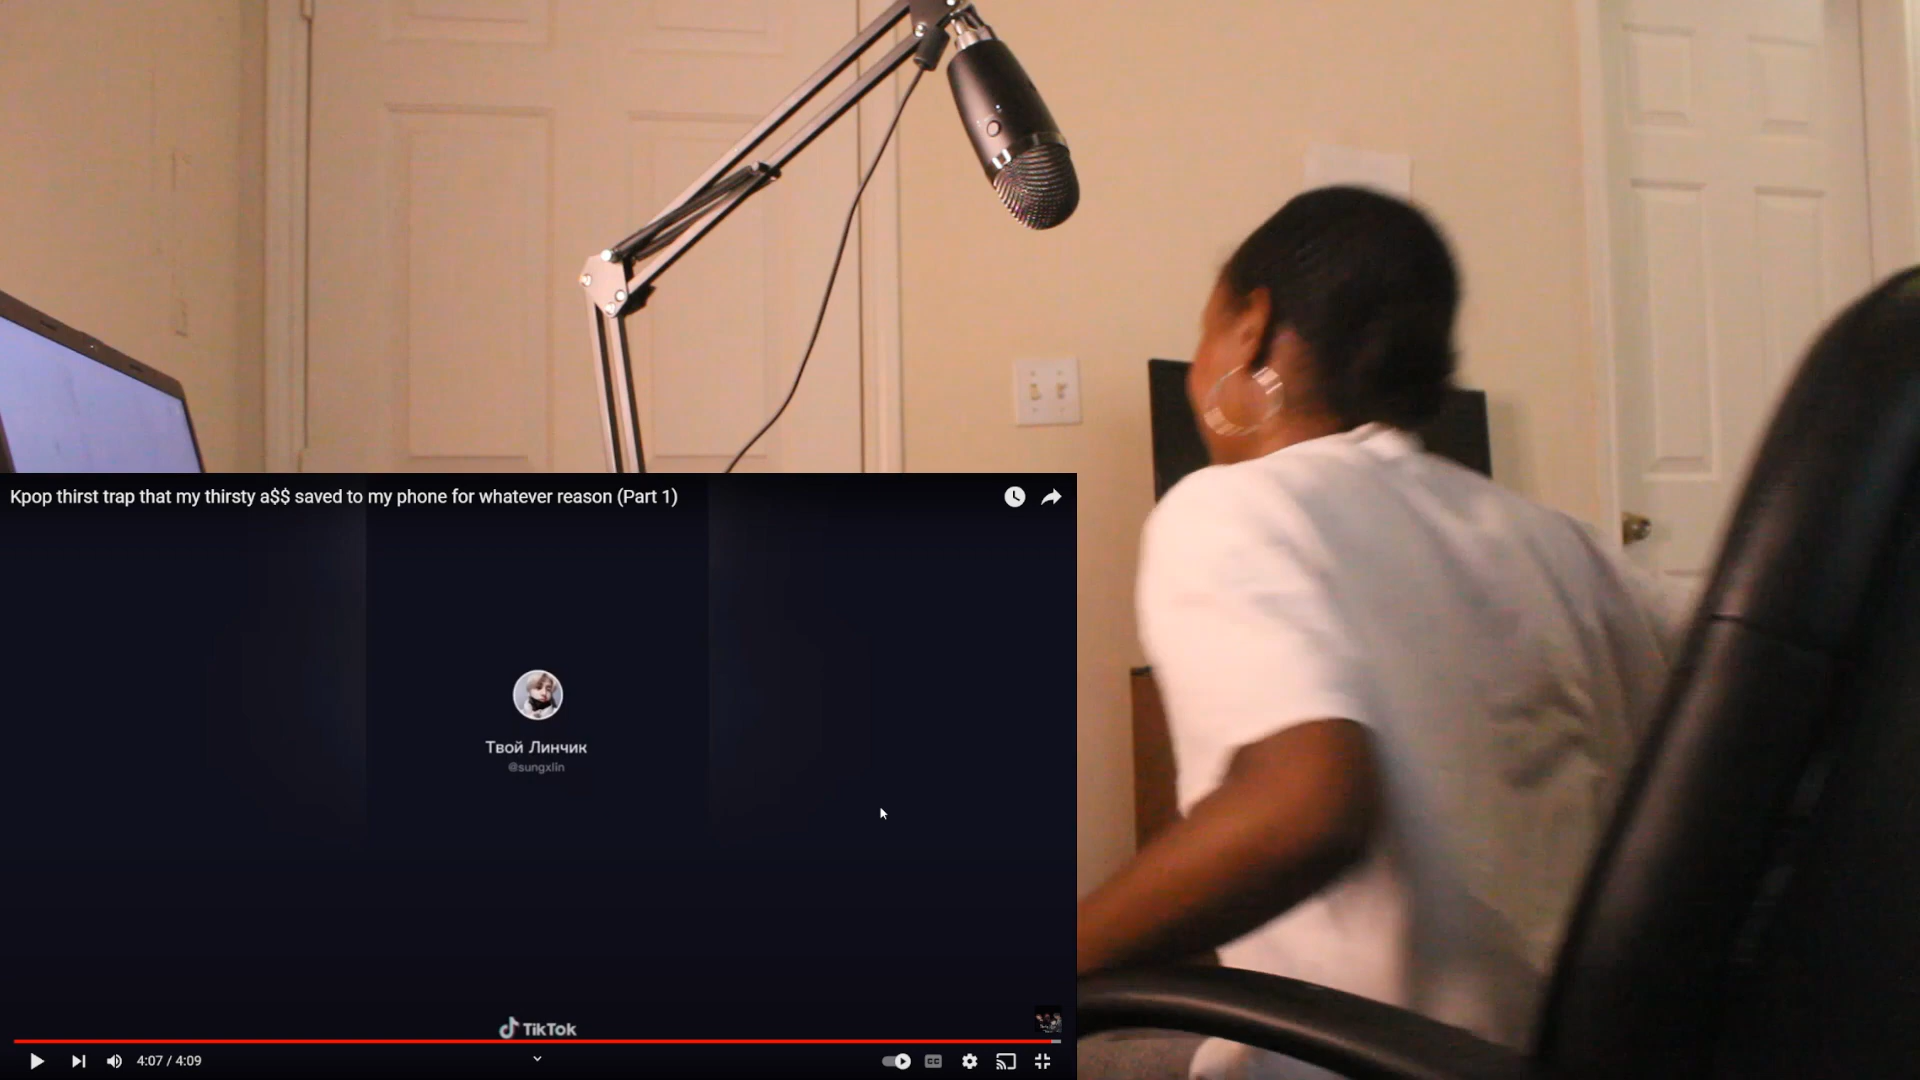 Kpop thirst trap that my thirsty a$$ saved to my phone for whatever reason (Part 1)
Твой Линчик
@sungxlin
TikTok
4:07 / 4:09
CC